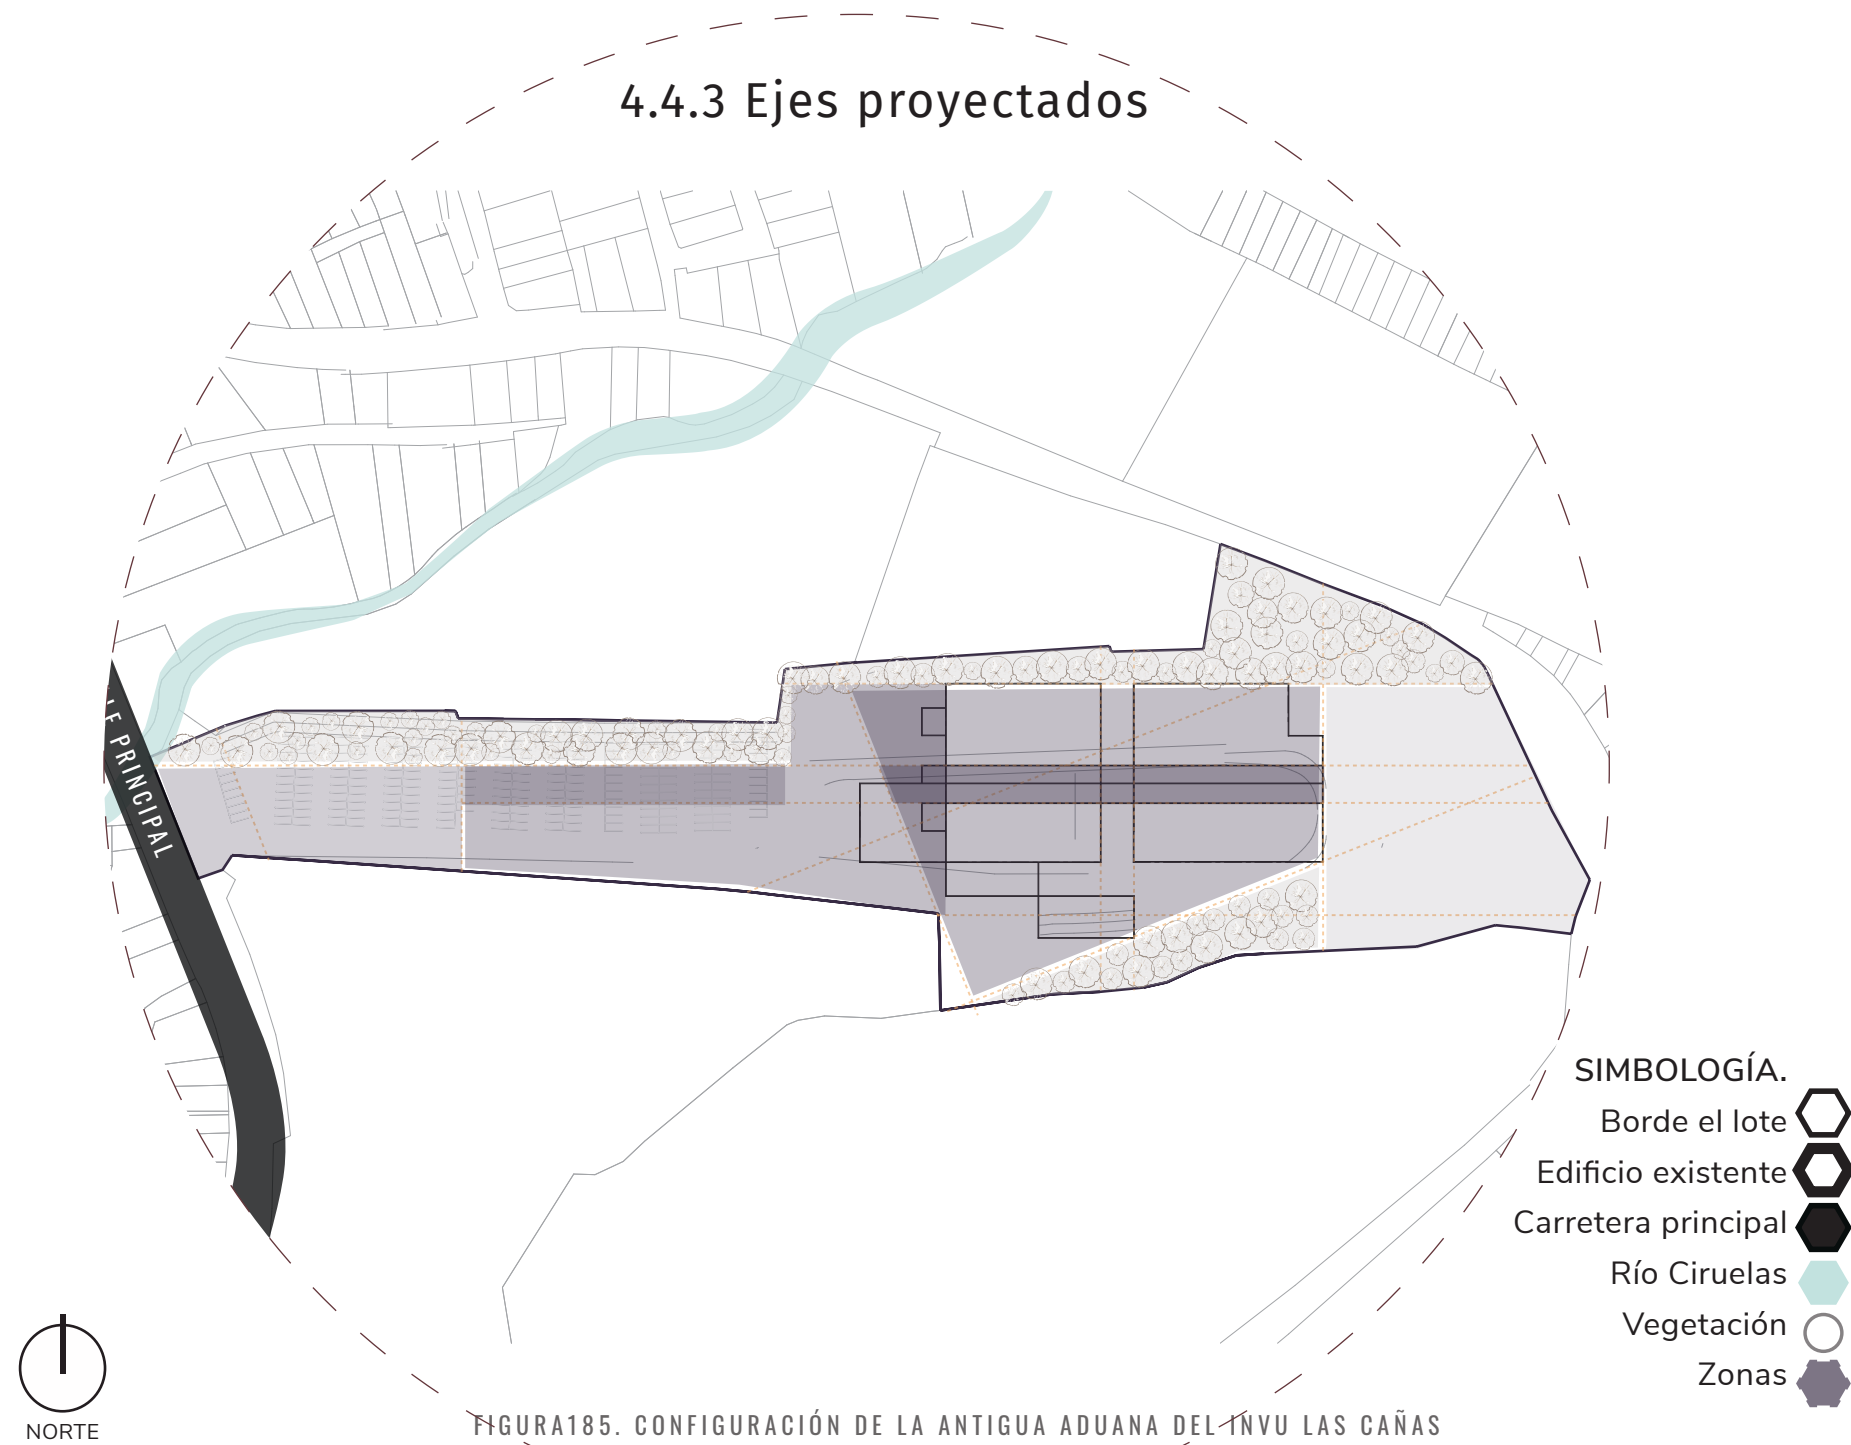 4.4.3 Ejes proyectados
LE PRINCIPAL
SIMBOLOGÍA.
Borde el lote
Edificio existente
Carretera principal
Río Ciruelas
Vegetación
Zonas
NORTE
FIGURA185. CONFIGURACIÓN DE LA ANTIGUA ADUANA DEL INVU LAS CAÑAS